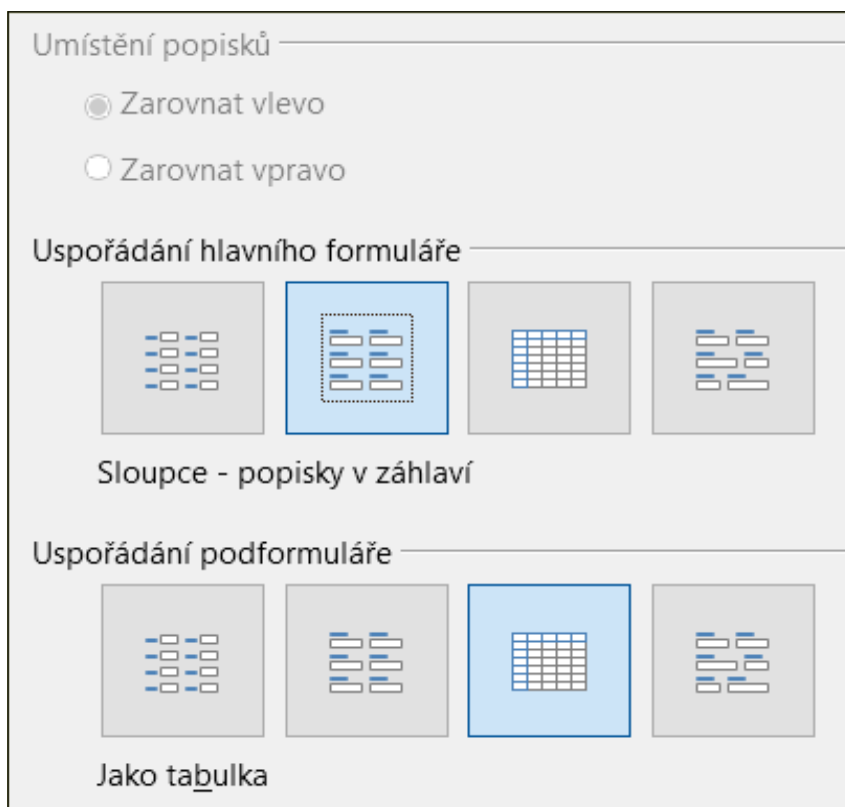 Umístění popisků
Zarovnat vlevo
Zarovnat vpravo
Uspořádání hlavního formuláře
Sloupce - popisky v záhlaví
Uspořádání podformuláře
Jako tabulka